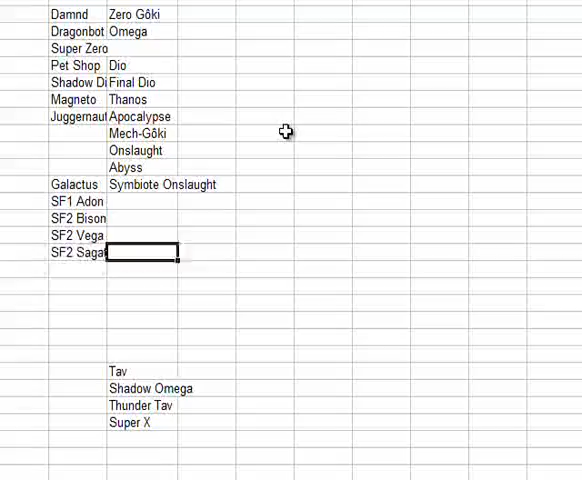 Damnd Zero Gôki
Dragonbot Omega
Super Zero
Pet Shop Dio
Shadow Di Final Dio
Magneto Thanos
Juggernaut Apocalypse
Mech-Gôki
Onslaught
Abyss
Galactus Symbiote Onslaught
SF1 Adon
SF2 Bison
SF2 Vega
SF2 Sagat
Tav
Shadow Omega
Thunder Tav
Super X